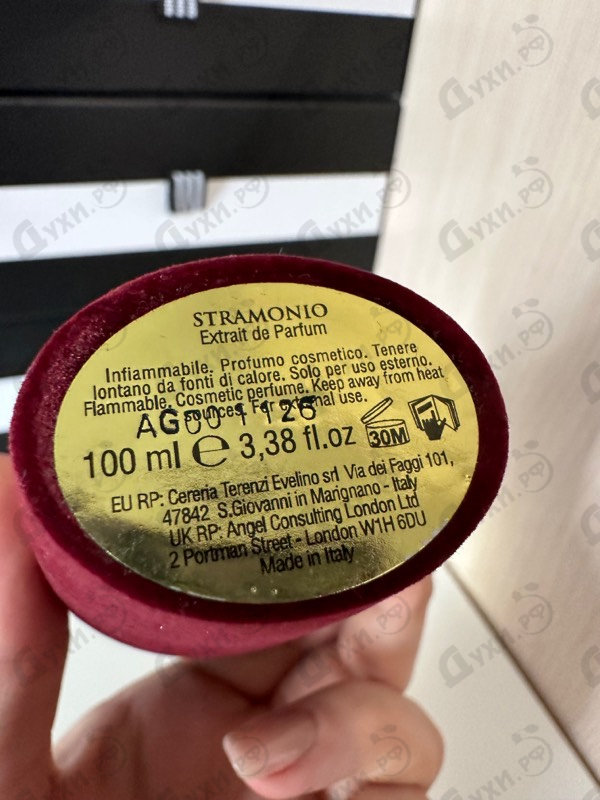 STRAMONIO
Extrait de Parfum
Infiammabile. Profumo cosmetico. Tenere
lontano da fonti di calore. Solo per uso esterno.
Flammable. Cosmetic perfume. Keep away from heat
sources. For external use.
100 ml ℮ 3,38 fl.oz 30M
EU RP: Cereria Terenzi Evelino srl Via dei Faggi 101,
47842 S.Giovanni in Marignano - Italy
UK RP: Angel Consulting London Ltd
2 Portman Street - London W1H 6DU
Made in Italy
Духи.РФ